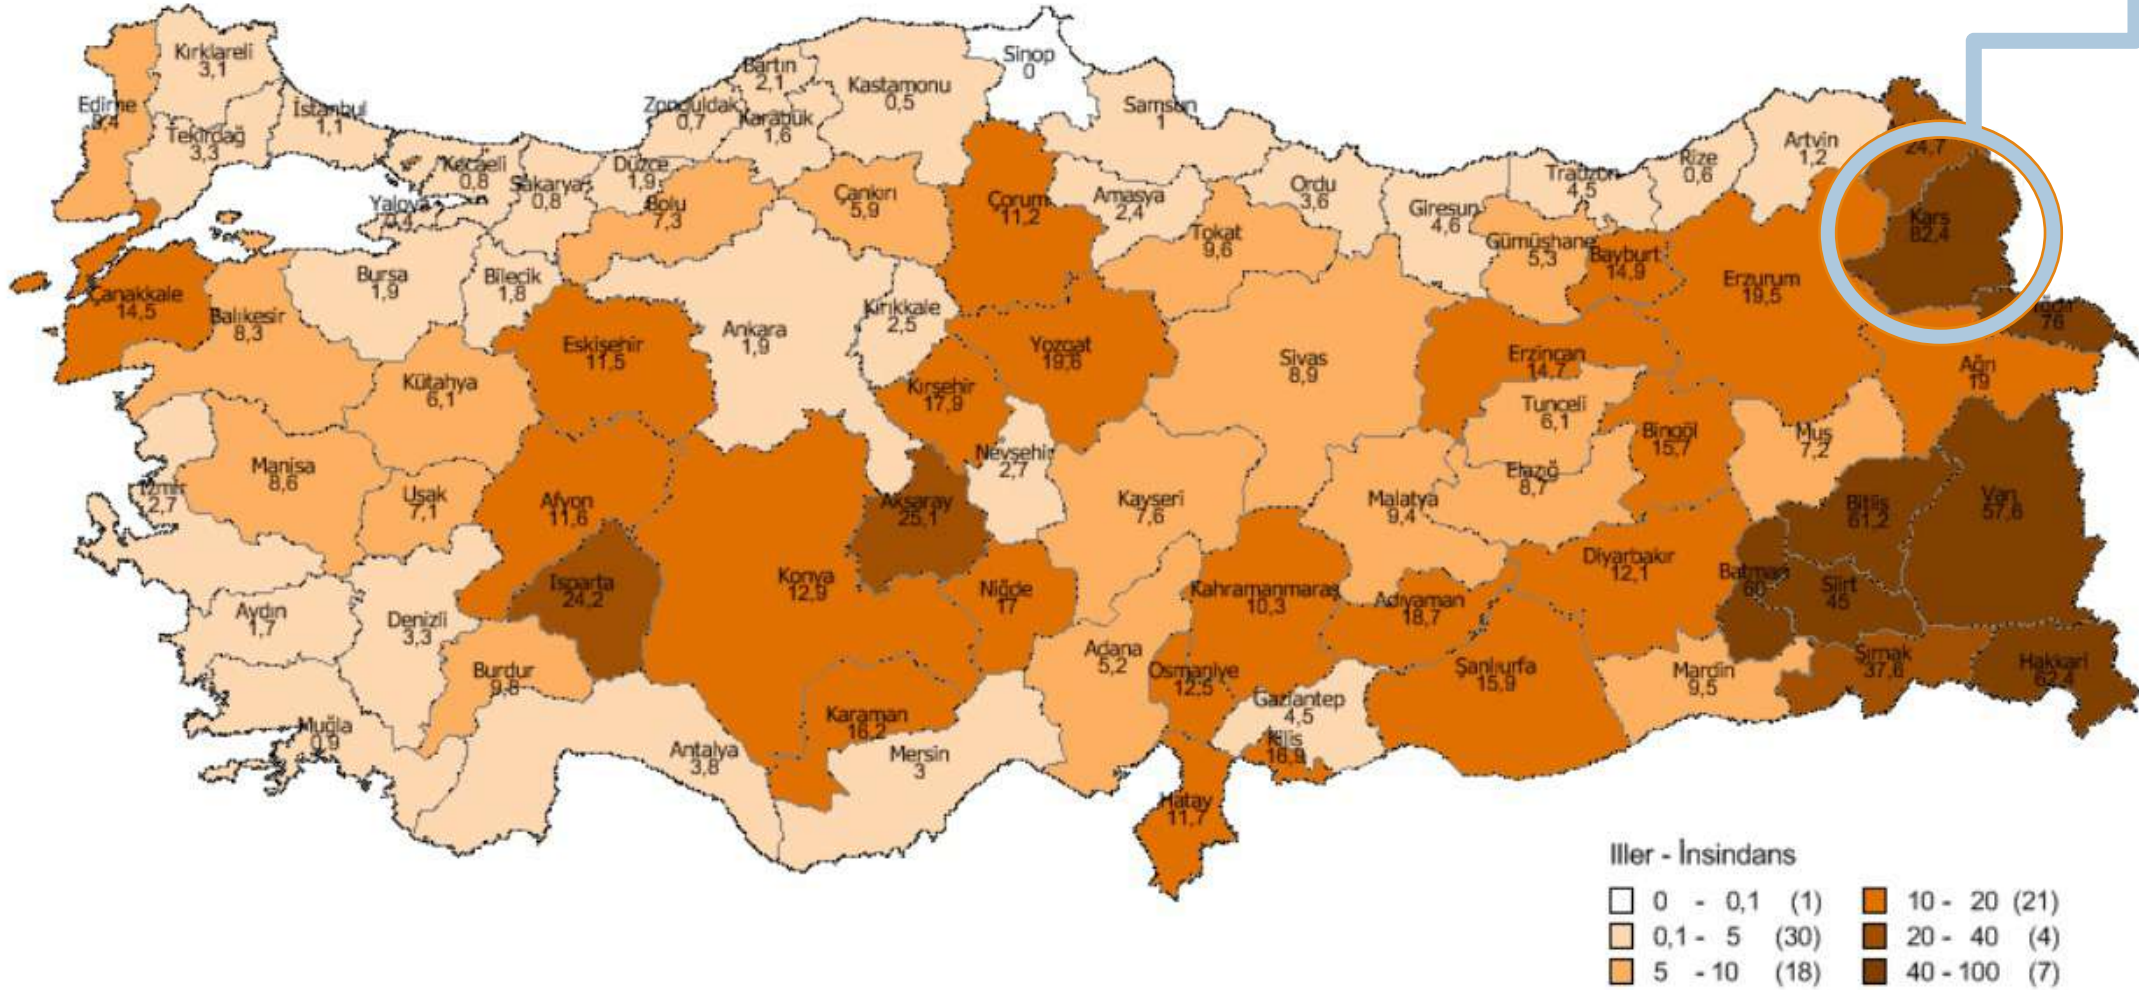 Kırklareli
3,1
Edirne
Tekirdağ
3,3
İstanbul
1,1
Kocaeli
0,8
Yalova
0,4
Sakarya
0,8
Düzce
1,9
Bolu
7,3
Zonguldak
0,7
Bartın
2,1
Karabük
1,6
Kastamonu
0,5
Sinop
0
Samsun
1
Çankırı
5,9
Çorum
11,2
Amasya
2,4
Tokat
9,6
Ordu
3,6
Giresun
4,6
Gümüşhane
5,3
Trabzon
4,5
Bayburt
14,9
Rize
0,6
Artvin
1,2
24,7
Kars
82,4
76
Erzurum
19,5
Ağrı
19
Çanakkale
14,5
Balıkesir
8,3
Bursa
1,9
Bilecik
1,8
Kütahya
6,1
Eskişehir
11,5
Ankara
1,9
Kırıkkale
2,5
Kırşehir
17,9
Yozgat
19,6
Sivas
8,9
Erzincan
14,7
Tunceli
6,1
Bingöl
15,7
Muş
7,2
Elazığ
8,7
Malatya
9,4
Kayseri
7,6
Nevşehir
2,7
Aksaray
25,1
Manisa
8,6
İzmir
2,7
Uşak
7,1
Afyon
11,6
Isparta
24,2
Konya
12,9
Niğde
17
Aydın
1,7
Denizli
3,3
Burdur
9,8
Muğla
0,9
Antalya
3,8
Karaman
16,2
Mersin
3
Adana
5,2
Osmaniye
12,5
Kahramanmaraş
10,3
Adıyaman
18,7
Gaziantep
4,5
Kilis
16,9
Hatay
11,7
Şanlıurfa
15,9
Diyarbakır
12,1
Mardin
9,5
Batman
60
Siirt
45
Bitlis
61,2
Van
57,8
Şırnak
37,6
Hakkari
62,4
Iller - İnsindans
0 - 0,1 (1)
0,1 - 5 (30)
5 - 10 (18)
10 - 20 (21)
20 - 40 (4)
40 - 100 (7)